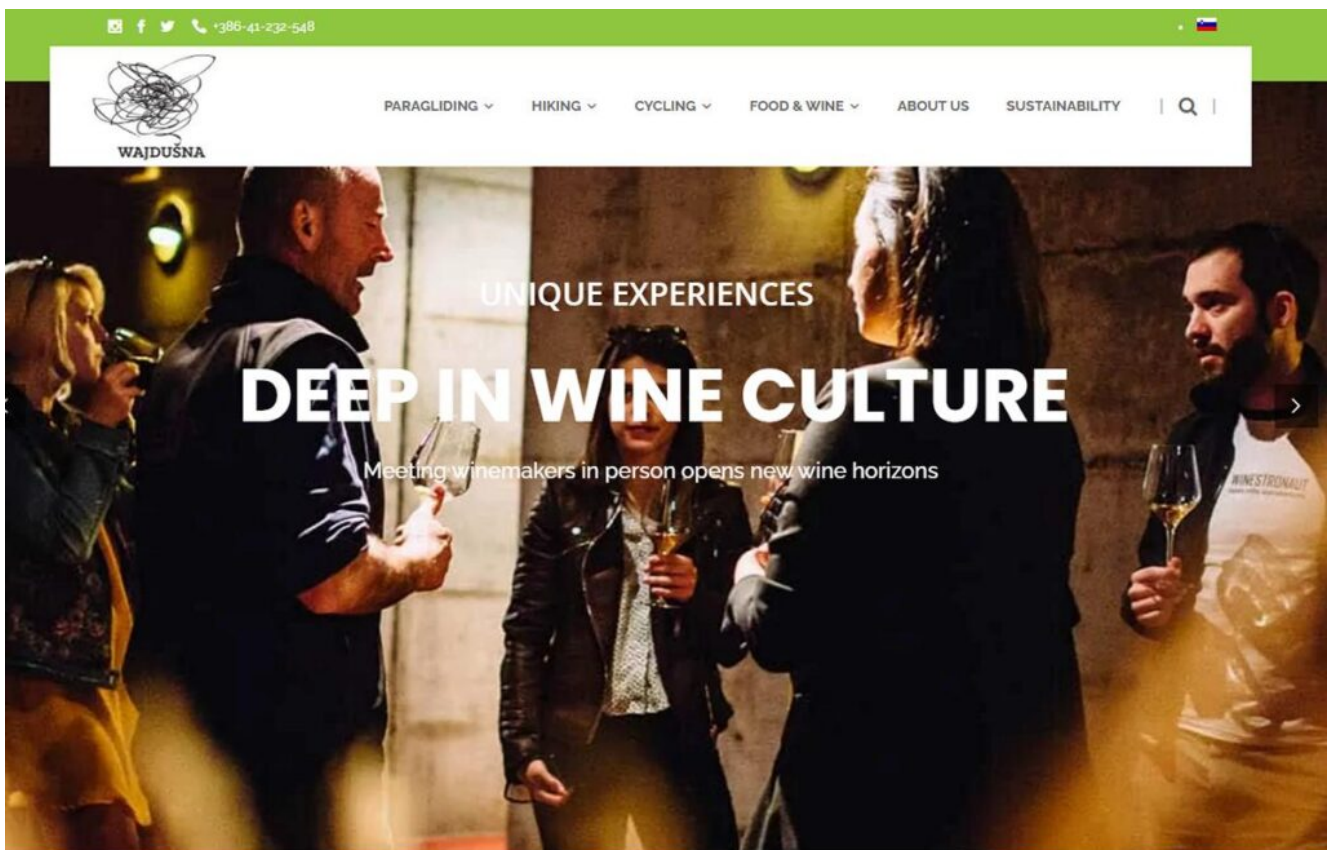 +386-41-232-548
WAJDUŠNA
PARAGLIDING HIKING CYCLING FOOD & WINE ABOUT US SUSTAINABILITY
UNIQUE EXPERIENCES
DEEP IN WINE CULTURE
Meeting winemakers in person opens new wine horizons
WINESTRONAUT